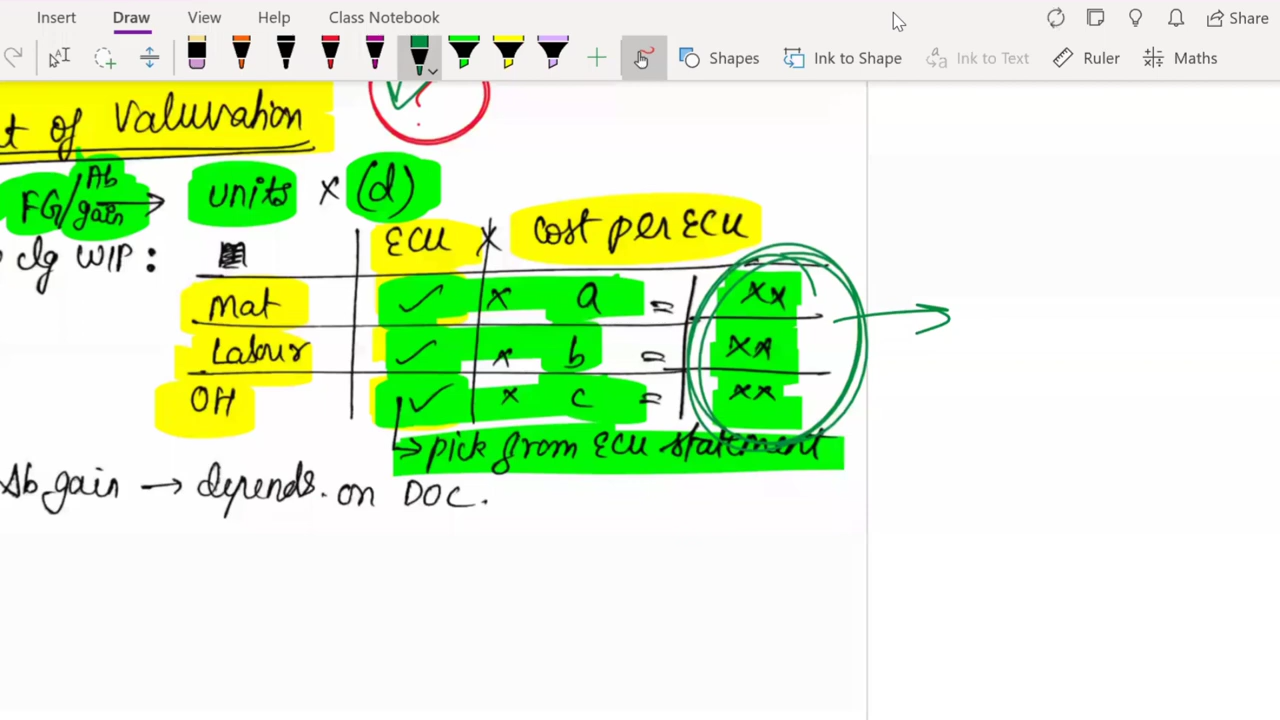 Insert Draw View Help Class Notebook Share
Shapes Ink to Shape Ink to Text Ruler Maths
t of Valuvation
?
FG/Ab gain → units × (d)
clg WIP : ECU × cost per ECU
Mat ✓ × a = xx
Labour ✓ × b = xx
OH ✓ × c = xx
→ pick from ECU statement
Ab gain → depends. on DOC.